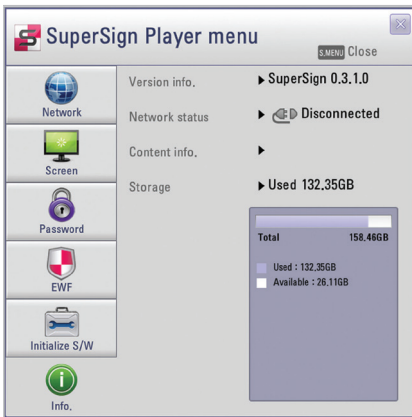 SuperSign Player menu
S.MENU Close
Network
Screen
Password
EWF
Initialize S/W
Info.
Version info.
SuperSign 0.3.1.0
Network status
Disconnected
Content info.
Storage
Used 132,35GB
Total 158.46GB
Used : 132,35GB
Available : 26,11GB